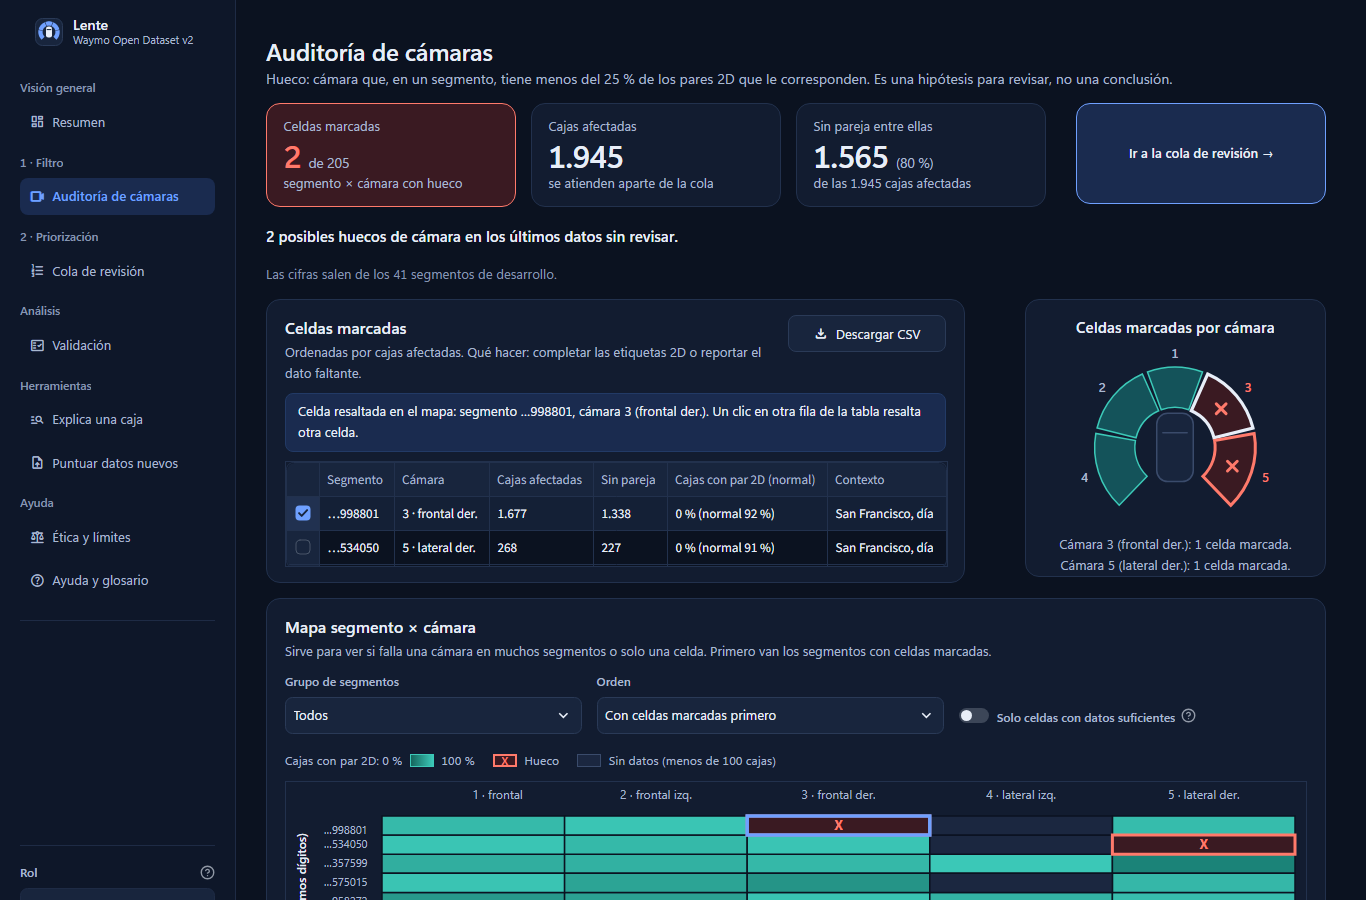 Lente
Waymo Open Dataset v2
Visión general
Resumen
1 · Filtro
Auditoría de cámaras
2 · Priorización
Cola de revisión
Análisis
Validación
Herramientas
Explica una caja
Puntuar datos nuevos
Ayuda
Ética y límites
Ayuda y glosario
Rol
Auditoría de cámaras
Hueco: cámara que, en un segmento, tiene menos del 25 % de los pares 2D que le corresponden. Es una hipótesis para revisar, no una conclusión.
Celdas marcadas
2 de 205
segmento × cámara con hueco
Cajas afectadas
1.945
se atienden aparte de la cola
Sin pareja entre ellas
1.565 (80 %)
de las 1.945 cajas afectadas
Ir a la cola de revisión →
2 posibles huecos de cámara en los últimos datos sin revisar.
Las cifras salen de los 41 segmentos de desarrollo.
Celdas marcadas
Ordenadas por cajas afectadas. Qué hacer: completar las etiquetas 2D o reportar el
dato faltante.
Descargar CSV
Celda resaltada en el mapa: segmento ...998801, cámara 3 (frontal der.). Un clic en otra fila de la tabla resalta
otra celda.
Segmento Cámara Cajas afectadas Sin pareja Cajas con par 2D (normal) Contexto
...998801 3 · frontal der. 1.677 1.338 0 % (normal 92 %) San Francisco, día
...534050 5 · lateral der. 268 227 0 % (normal 91 %) San Francisco, día
Celdas marcadas por cámara
1
2
3
4
5
Cámara 3 (frontal der.): 1 celda marcada.
Cámara 5 (lateral der.): 1 celda marcada.
Mapa segmento × cámara
Sirve para ver si falla una cámara en muchos segmentos o solo una celda. Primero van los segmentos con celdas marcadas.
Grupo de segmentos
Todos
Orden
Con celdas marcadas primero
Solo celdas con datos suficientes
Cajas con par 2D: 0 % 100 % X Hueco Sin datos (menos de 100 cajas)
1 · frontal 2 · frontal izq. 3 · frontal der. 4 · lateral izq. 5 · lateral der.
...998801 X
...534050 X
...357599
...575015
dígitos)